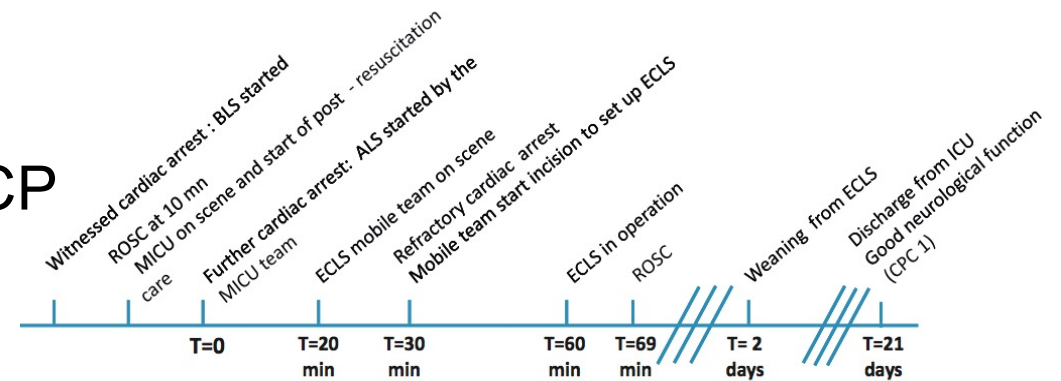 CP
Witnessed cardiac arrest : BLS started
ROSC at 10 mn
MICU on scene and start of post - resuscitation
care
Further cardiac arrest: ALS started by the
MICU team
ECLS mobile team on scene
Refractory cardiac arrest
Mobile team start incision to set up ECLS
ECLS in operation
ROSC
Weaning from ECLS
Discharge from ICU
Good neurological function
(CPC 1)
T=0
T=20
min
T=30
min
T=60
min
T=69
min
T= 2
days
T=21
days